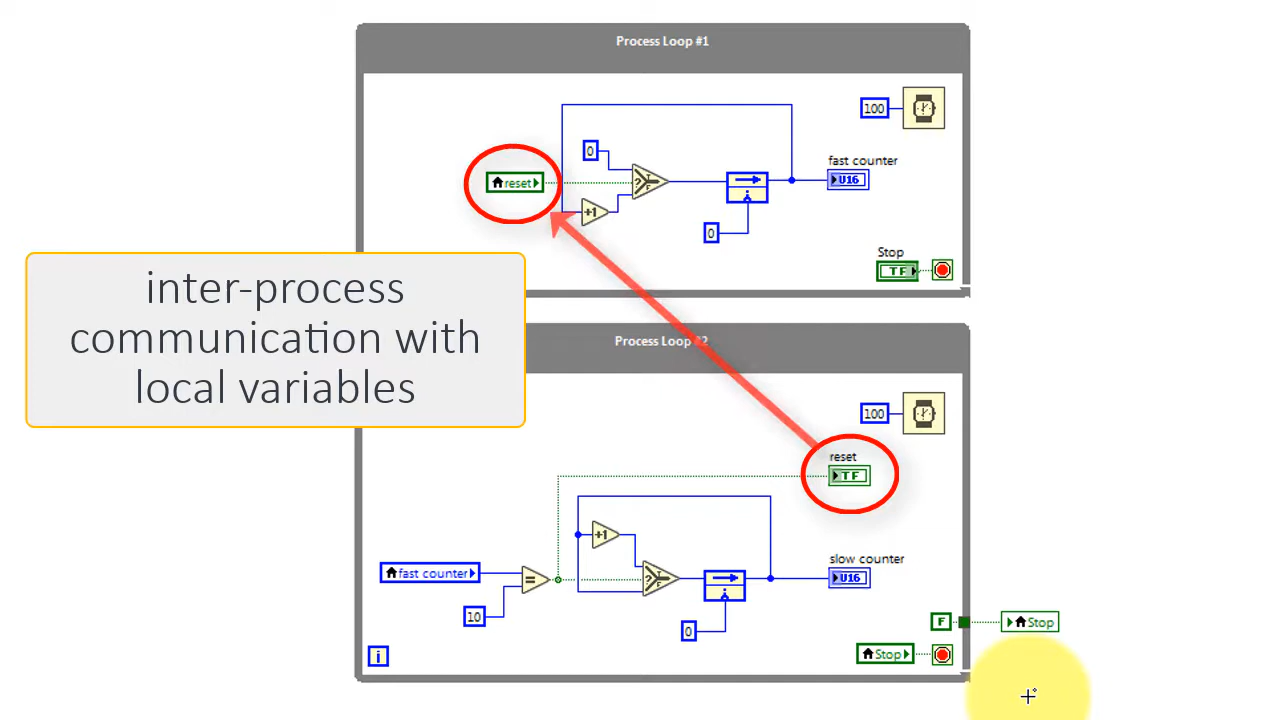 Process Loop #1
100
0
fast counter
reset
U16
+1
0
Stop
TF
inter-process
communication with
local variables
Process Loop #2
100
reset
TF
+1
slow counter
fast counter
=
U16
10
F
Stop
0
i
Stop